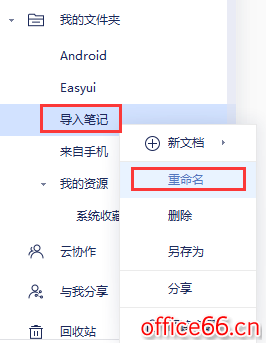 我的文件夹
Android
Easyui
导入笔记
来自手机
我的资源
系统收藏
云协作
与我分享
回收站
新文档
重命名
删除
另存为
分享
office66.cn